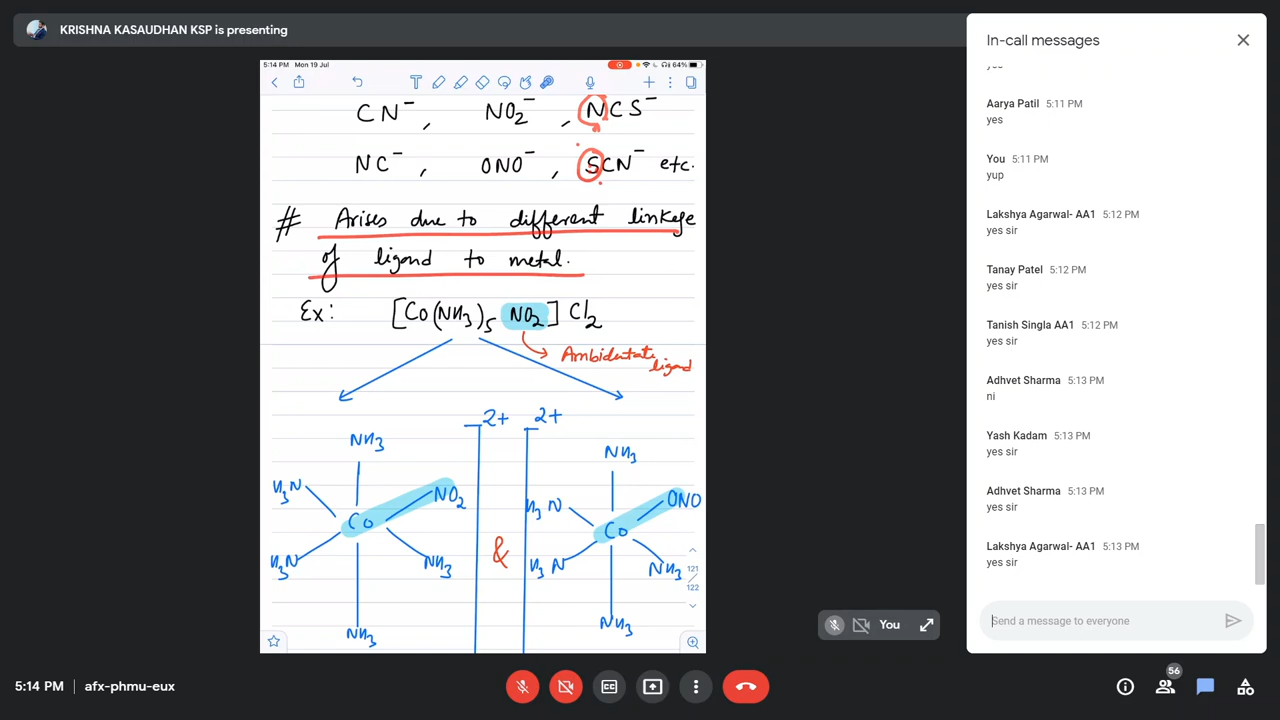 KRISHNA KASAUDHAN KSP is presenting
5:14 PM Mon 19 Jul
64%
CN⁻, NO₂⁻, NCS⁻
NC⁻, ONO⁻, SCN⁻ etc.
# Arises due to different linkege
of ligand to metal.
Ex: [Co(NH₃)₅ NO₂] Cl₂
Ambidentate
ligand
2+ 2+
NH₃
H₃N
NO₂
Co
H₃N
NH₃
NH₃
&
NH₃
H₃N
ONO
Co
H₃N
NH₃
NH₃
121
122
You
In-call messages
Aarya Patil 5:11 PM
yes
You 5:11 PM
yup
Lakshya Agarwal- AA1 5:12 PM
yes sir
Tanay Patel 5:12 PM
yes sir
Tanish Singla AA1 5:12 PM
yes sir
Adhvet Sharma 5:13 PM
ni
Yash Kadam 5:13 PM
yes sir
Adhvet Sharma 5:13 PM
yes sir
Lakshya Agarwal- AA1 5:13 PM
yes sir
Send a message to everyone
5:14 PM | afx-phmu-eux
56